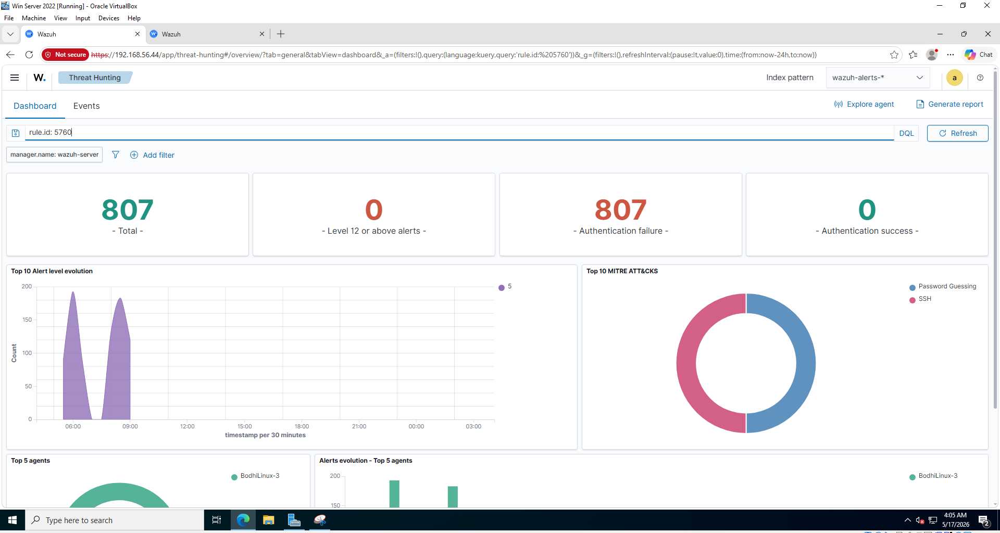 Win Server 2022 [Running] - Oracle VirtualBox
File Machine View Input Devices Help
Wazuh
Wazuh
Not secure https://192.168.56.44/app/threat-hunting#/overview/?tab=general&tabView=dashboard&_a=(filters:!(),query:(language:kuery,query:'rule.id:%205760'))&_g=(filters:!(),refreshInterval:(pause:!t,value:0),time:(from:now-24h,to:now)) Chat
W. Threat Hunting Index pattern wazuh-alerts-* a
Dashboard Events Explore agent Generate report
rule.id: 5760 DQL Refresh
manager.name: wazuh-server Add filter
807
- Total -
0
- Level 12 or above alerts -
807
- Authentication failure -
0
- Authentication success -
Top 10 Alert level evolution
200
150
100
50
0
Count
06:00 09:00 12:00 15:00 18:00 21:00 00:00 03:00
timestamp per 30 minutes
5
Top 10 MITRE ATT&CKS
Password Guessing
SSH
Top 5 agents
BodhiLinux-3
Alerts evolution - Top 5 agents
200
150
BodhiLinux-3
Type here to search
4:05 AM
5/17/2026
2